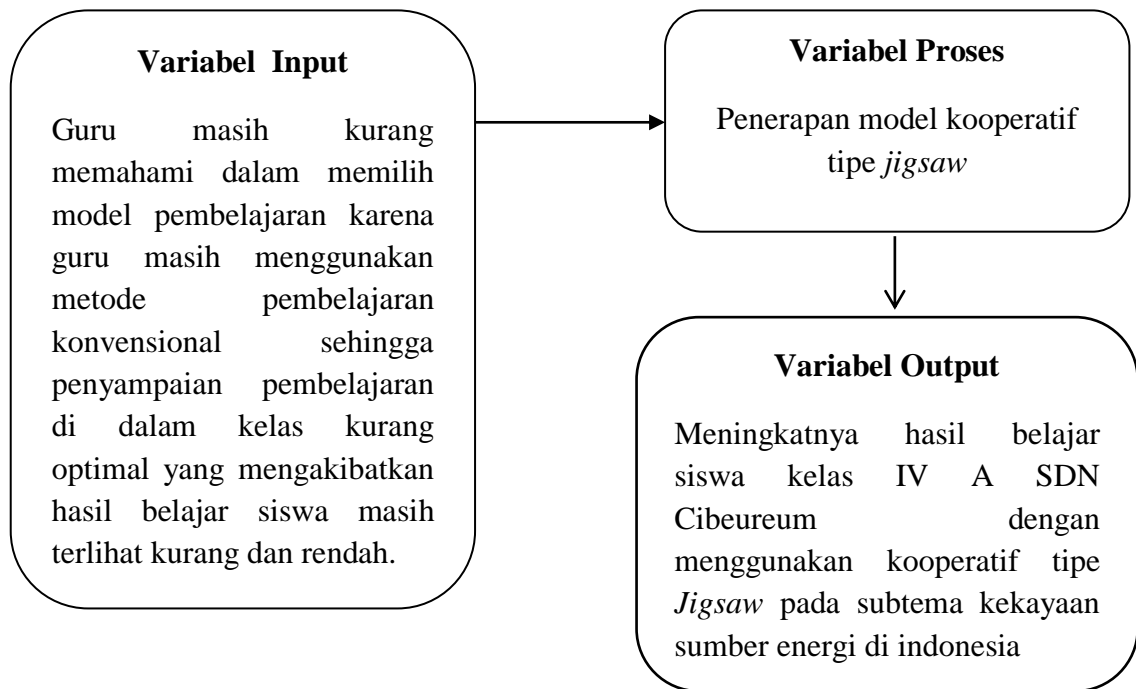 Variabel Input
Guru masih kurang
memahami dalam memilih
model pembelajaran karena
guru masih menggunakan
metode pembelajaran
konvensional sehingga
penyampaian pembelajaran
di dalam kelas kurang
optimal yang mengakibatkan
hasil belajar siswa masih
terlihat kurang dan rendah.
Variabel Proses
Penerapan model kooperatif
tipe jigsaw
Variabel Output
Meningkatnya hasil belajar
siswa kelas IV A SDN
Cibeureum dengan
menggunakan kooperatif tipe
Jigsaw pada subtema kekayaan
sumber energi di indonesia